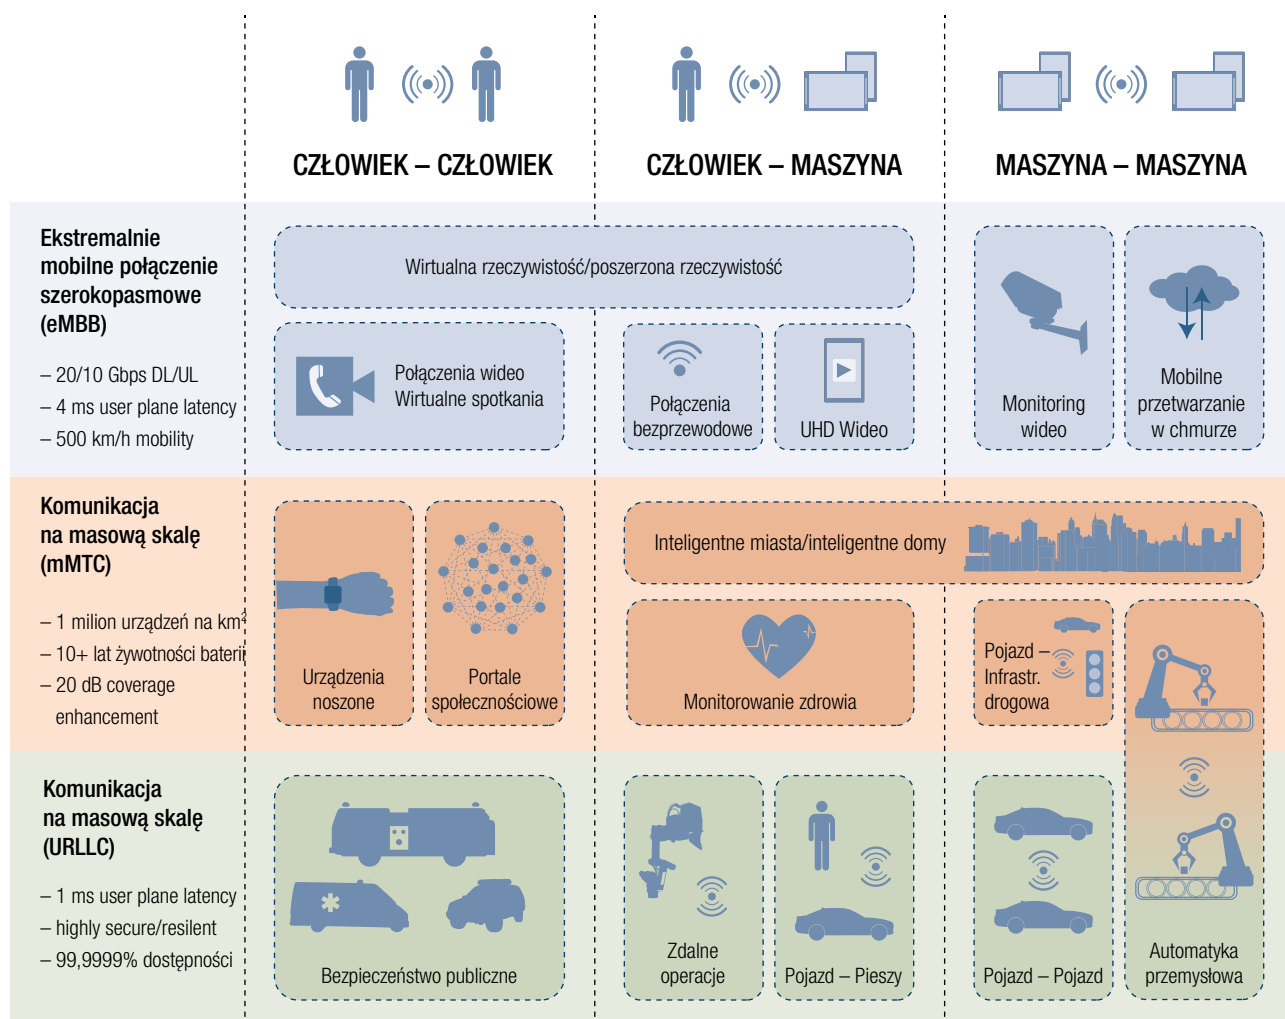 CZŁOWIEK – CZŁOWIEK
CZŁOWIEK – MASZYNA
MASZYNA – MASZYNA
Ekstremalnie
mobilne połączenie
szerokopasmowe
(eMBB)
– 20/10 Gbps DL/UL
– 4 ms user plane latency
– 500 km/h mobility
Wirtualna rzeczywistość/poszerzona rzeczywistość
Połączenia wideo
Wirtualne spotkania
Połączenia
bezprzewodowe
UHD Wideo
Monitoring
wideo
Mobilne
przetwarzanie
w chmurze
Komunikacja
na masową skalę
(mMTC)
– 1 milion urządzeń na km²
– 10+ lat żywotności baterii
– 20 dB coverage
enhancement
Urządzenia
noszone
Portale
społecznościowe
Inteligentne miasta/inteligentne domy
Monitorowanie zdrowia
Pojazd –
Infrastr.
drogowa
Komunikacja
na masową skalę
(URLLC)
– 1 ms user plane latency
– highly secure/resilent
– 99,9999% dostępności
Bezpieczeństwo publiczne
Zdalne
operacje
Pojazd – Pieszy
Pojazd – Pojazd
Automatyka
przemysłowa